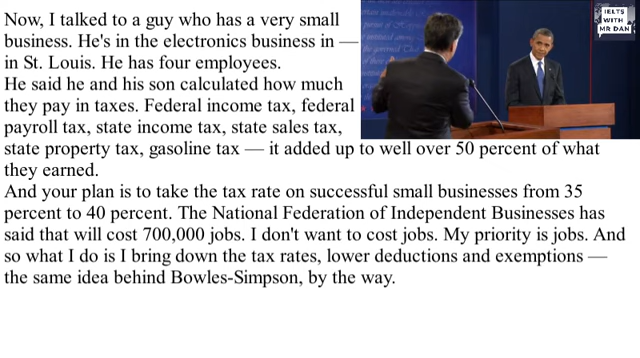 Now, I talked to a guy who has a very small
business. He's in the electronics business in —
in St. Louis. He has four employees.
He said he and his son calculated how much
they pay in taxes. Federal income tax, federal
payroll tax, state income tax, state sales tax,
state property tax, gasoline tax — it added up to well over 50 percent of what
they earned.
And your plan is to take the tax rate on successful small businesses from 35
percent to 40 percent. The National Federation of Independent Businesses has
said that will cost 700,000 jobs. I don't want to cost jobs. My priority is jobs. And
so what I do is I bring down the tax rates, lower deductions and exemptions —
the same idea behind Bowles-Simpson, by the way.
IELTS
WITH
MR DAN